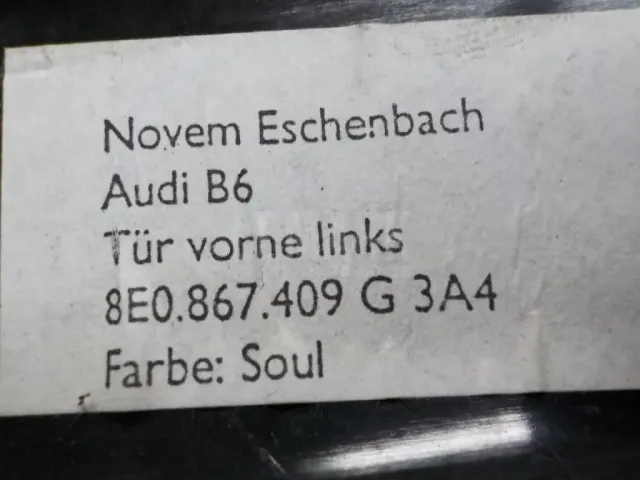 Novem Eschenbach
Audi B6
Tür vorne links
8E0.867.409 G 3A4
Farbe: Soul